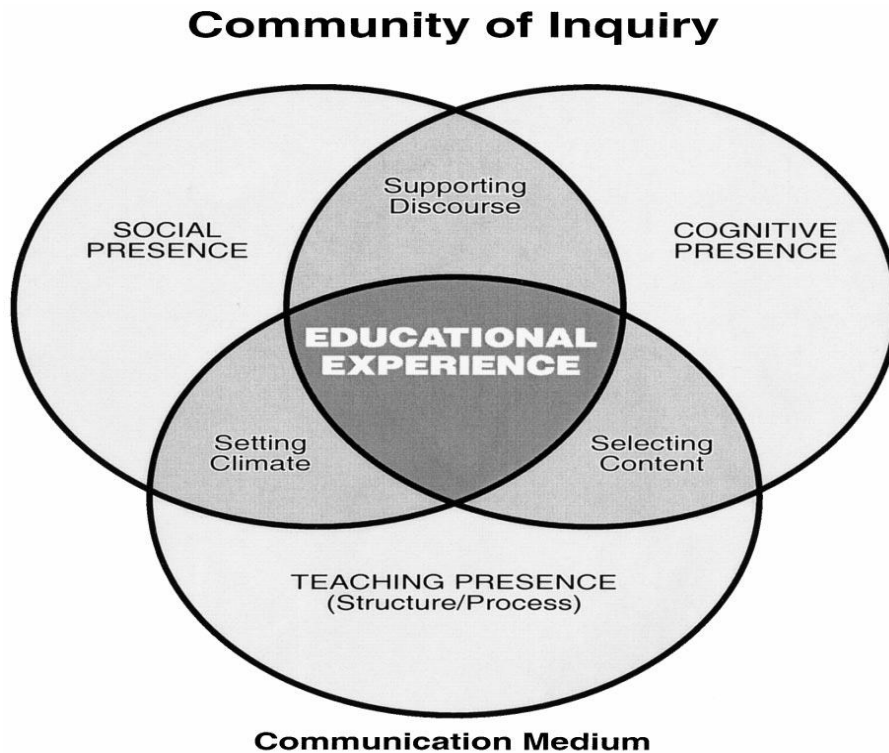 Community of Inquiry
Supporting
Discourse
SOCIAL
PRESENCE
COGNITIVE
PRESENCE
EDUCATIONAL
EXPERIENCE
Setting
Climate
Selecting
Content
TEACHING PRESENCE
(Structure/Process)
Communication Medium